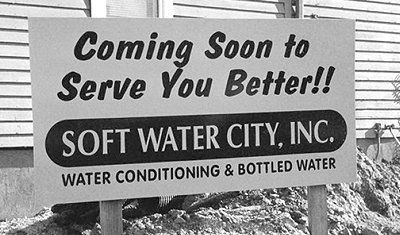 Coming Soon to
Serve You Better!!
SOFT WATER CITY, INC.
WATER CONDITIONING & BOTTLED WATER